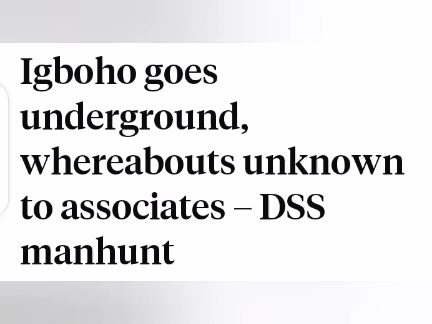 Igboho goes
underground,
whereabouts unknown
to associates – DSS
manhunt